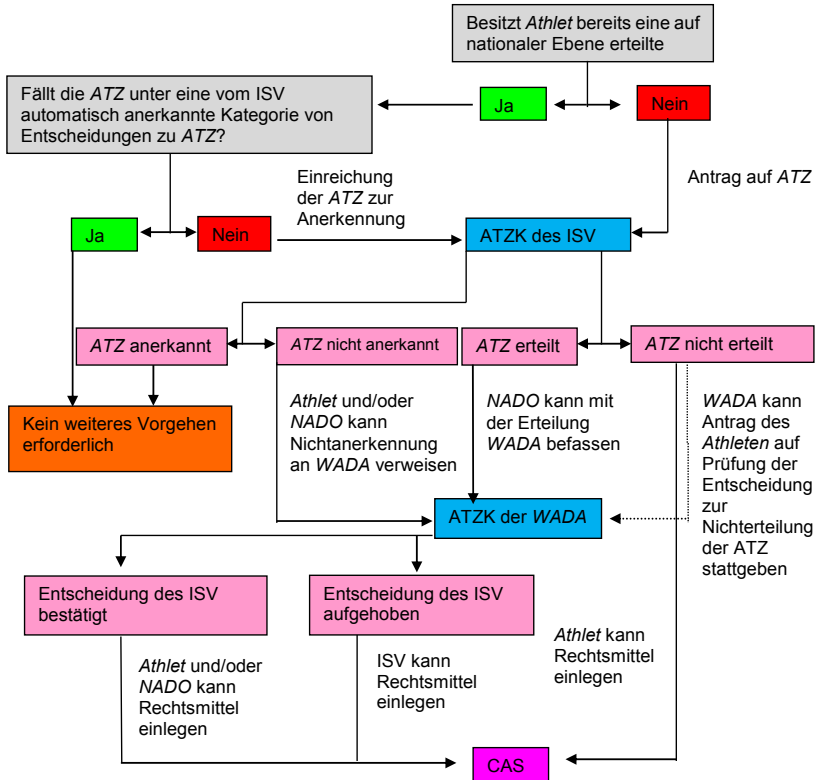 Besitzt Athlet bereits eine auf
nationaler Ebene erteilte
Fällt die ATZ unter eine vom ISV
automatisch anerkannte Kategorie von
Entscheidungen zu ATZ?
Ja
Nein
Einreichung
der ATZ zur
Anerkennung
Antrag auf ATZ
Ja
Nein
ATZK des ISV
ATZ anerkannt
ATZ nicht anerkannt
ATZ erteilt
ATZ nicht erteilt
Kein weiteres Vorgehen
erforderlich
Athlet und/oder
NADO kann
Nichtanerkennung
an WADA verweisen
NADO kann mit
der Erteilung
WADA befassen
WADA kann
Antrag des
Athleten auf
Prüfung der
Entscheidung
zur
Nichterteilung
der ATZ
stattgeben
ATZK der WADA
Entscheidung des ISV
bestätigt
Entscheidung des ISV
aufgehoben
Athlet und/oder
NADO kann
Rechtsmittel
einlegen
ISV kann
Rechtsmittel
einlegen
Athlet kann
Rechtsmittel
einlegen
CAS